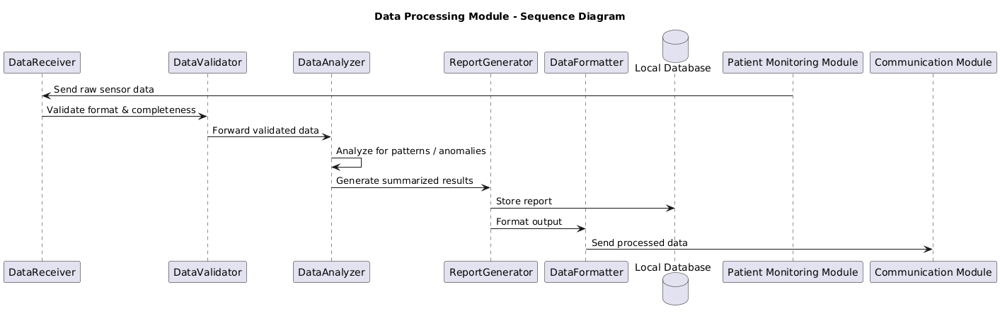 Data Processing Module - Sequence Diagram
DataReceiver
DataValidator
DataAnalyzer
ReportGenerator
DataFormatter
Local Database
Patient Monitoring Module
Communication Module
Send raw sensor data
Validate format & completeness
Forward validated data
Analyze for patterns / anomalies
Generate summarized results
Store report
Format output
Send processed data
DataReceiver
DataValidator
DataAnalyzer
ReportGenerator
DataFormatter
Local Database
Patient Monitoring Module
Communication Module